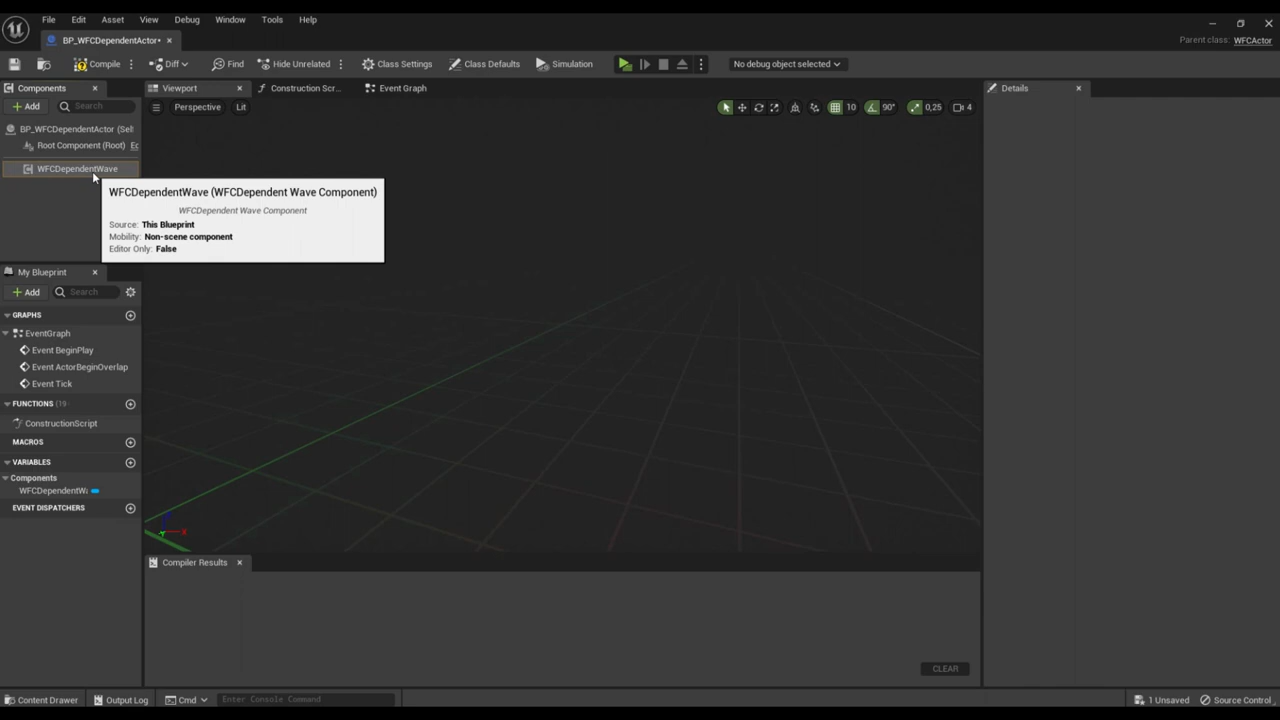 File Edit Asset View Debug Window Tools Help
BP_WFCDependentActor•
Parent class: WFCActor
Compile Diff Find Hide Unrelated Class Settings Class Defaults Simulation No debug object selected
Components Viewport Construction Scr... Event Graph Details
Add Search Perspective Lit 10 90° 0,25 4
BP_WFCDependentActor (Self
Root Component (Root)
WFCDependentWave
WFCDependentWave (WFCDependent Wave Component)
WFCDependent Wave Component
Source: This Blueprint
Mobility: Non-scene component
Editor Only: False
My Blueprint
Add Search
GRAPHS
EventGraph
Event BeginPlay
Event ActorBeginOverlap
Event Tick
FUNCTIONS (19
ConstructionScript
MACROS
VARIABLES
Components
WFCDependentWa
EVENT DISPATCHERS
X
Compiler Results
CLEAR
Content Drawer Output Log Cmd Enter Console Command 1 Unsaved Source Control